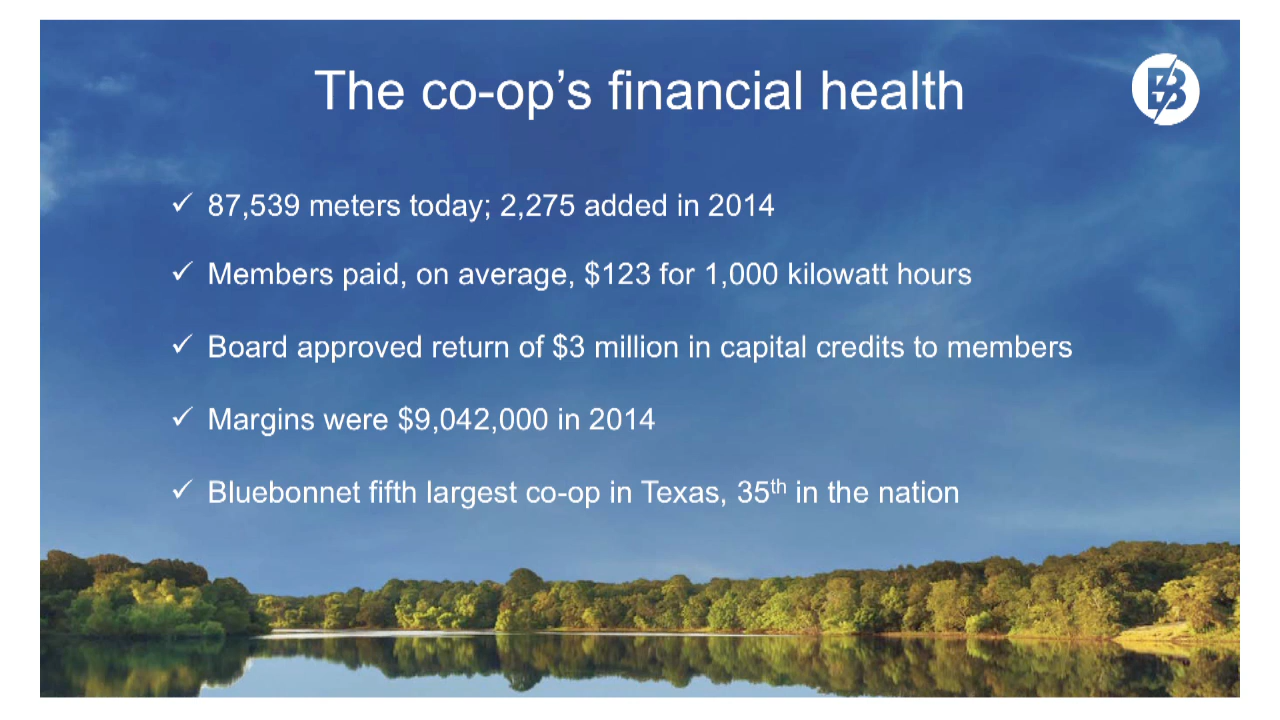 The co-op’s financial health
✓ 87,539 meters today; 2,275 added in 2014
✓ Members paid, on average, $123 for 1,000 kilowatt hours
✓ Board approved return of $3 million in capital credits to members
✓ Margins were $9,042,000 in 2014
✓ Bluebonnet fifth largest co-op in Texas, 35th in the nation